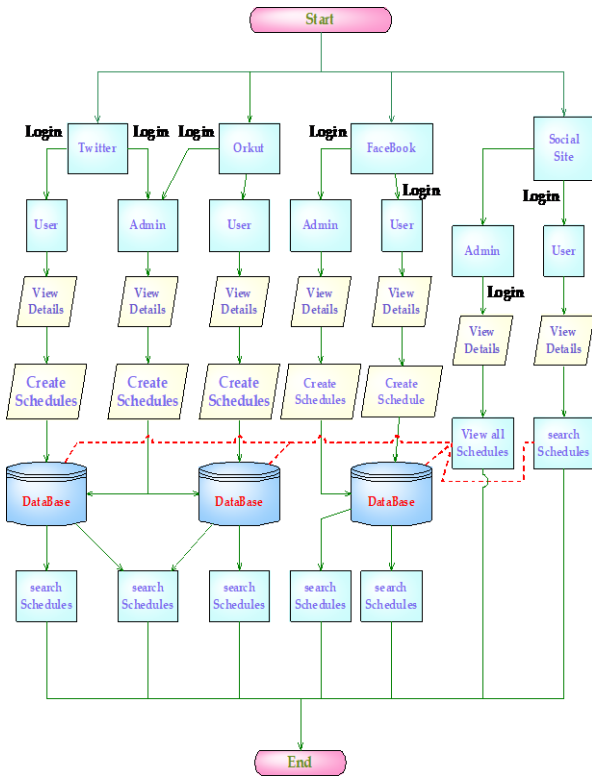 Start
Login
Login
Login
Login
Twitter
Orkut
FaceBook
Social
Site
Login
Login
User
Admin
User
Admin
User
Admin
User
View
Details
View
Details
View
Details
View
Details
View
Details
Login
View
Details
View
Details
Create
Schedules
Create
Schedules
Create
Schedules
Create
Schedules
Create
Schedule
View all
Schedules
search
Schedules
DataBase
DataBase
DataBase
search
Schedules
search
Schedules
search
Schedules
search
Schedules
search
Schedules
End